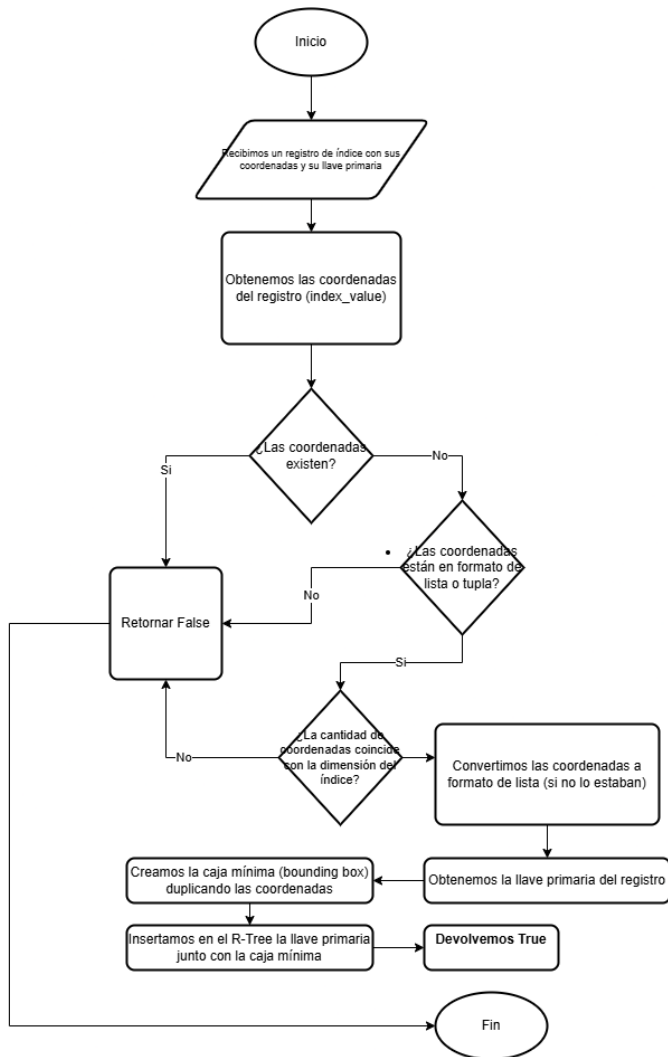 Inicio
Recibimos un registro de índice con sus
coordenadas y su llave primaria
Obtenemos las coordenadas
del registro (index_value)
¿Las coordenadas
existen?
Si
No
¿Las coordenadas
están en formato de
lista o tupla?
No
Retornar False
Si
¿La cantidad de
coordenadas coincide
con la dimensión del
índice?
No
Convertimos las coordenadas a
formato de lista (si no lo estaban)
Obtenemos la llave primaria del registro
Creamos la caja mínima (bounding box)
duplicando las coordenadas
Insertamos en el R-Tree la llave primaria
junto con la caja mínima
Devolvemos True
Fin